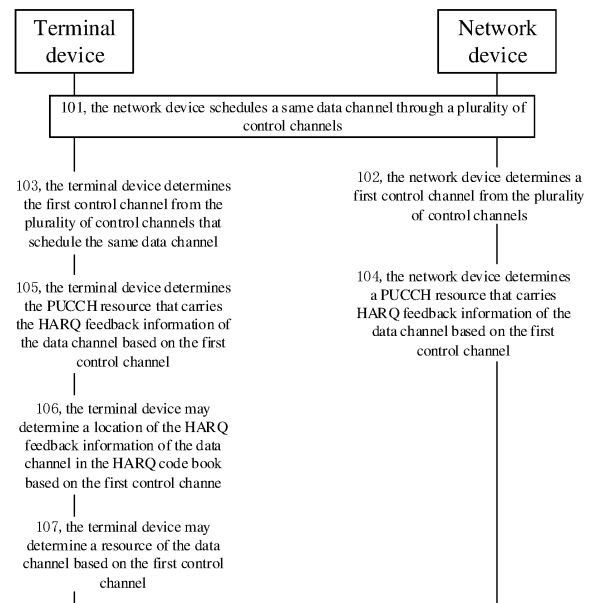 Terminal
device
Network
device
101, the network device schedules a same data channel through a plurality of
control channels
103, the terminal device determines
the first control channel from the
plurality of control channels that
schedule the same data channel
102, the network device determines a
first control channel from the plurality
of control channels
105, the terminal device determines
the PUCCH resource that carries
the HARQ feedback information of
the data channel based on the first
control channel
104, the network device determines
a PUCCH resource that carries
HARQ feedback information of the
data channel based on the first
control channel
106, the terminal device may
determine a location of the HARQ
feedback information of the data
channel in the HARQ code book
based on the first control channe
107, the terminal device may
determine a resource of the data
channel based on the first control
channel